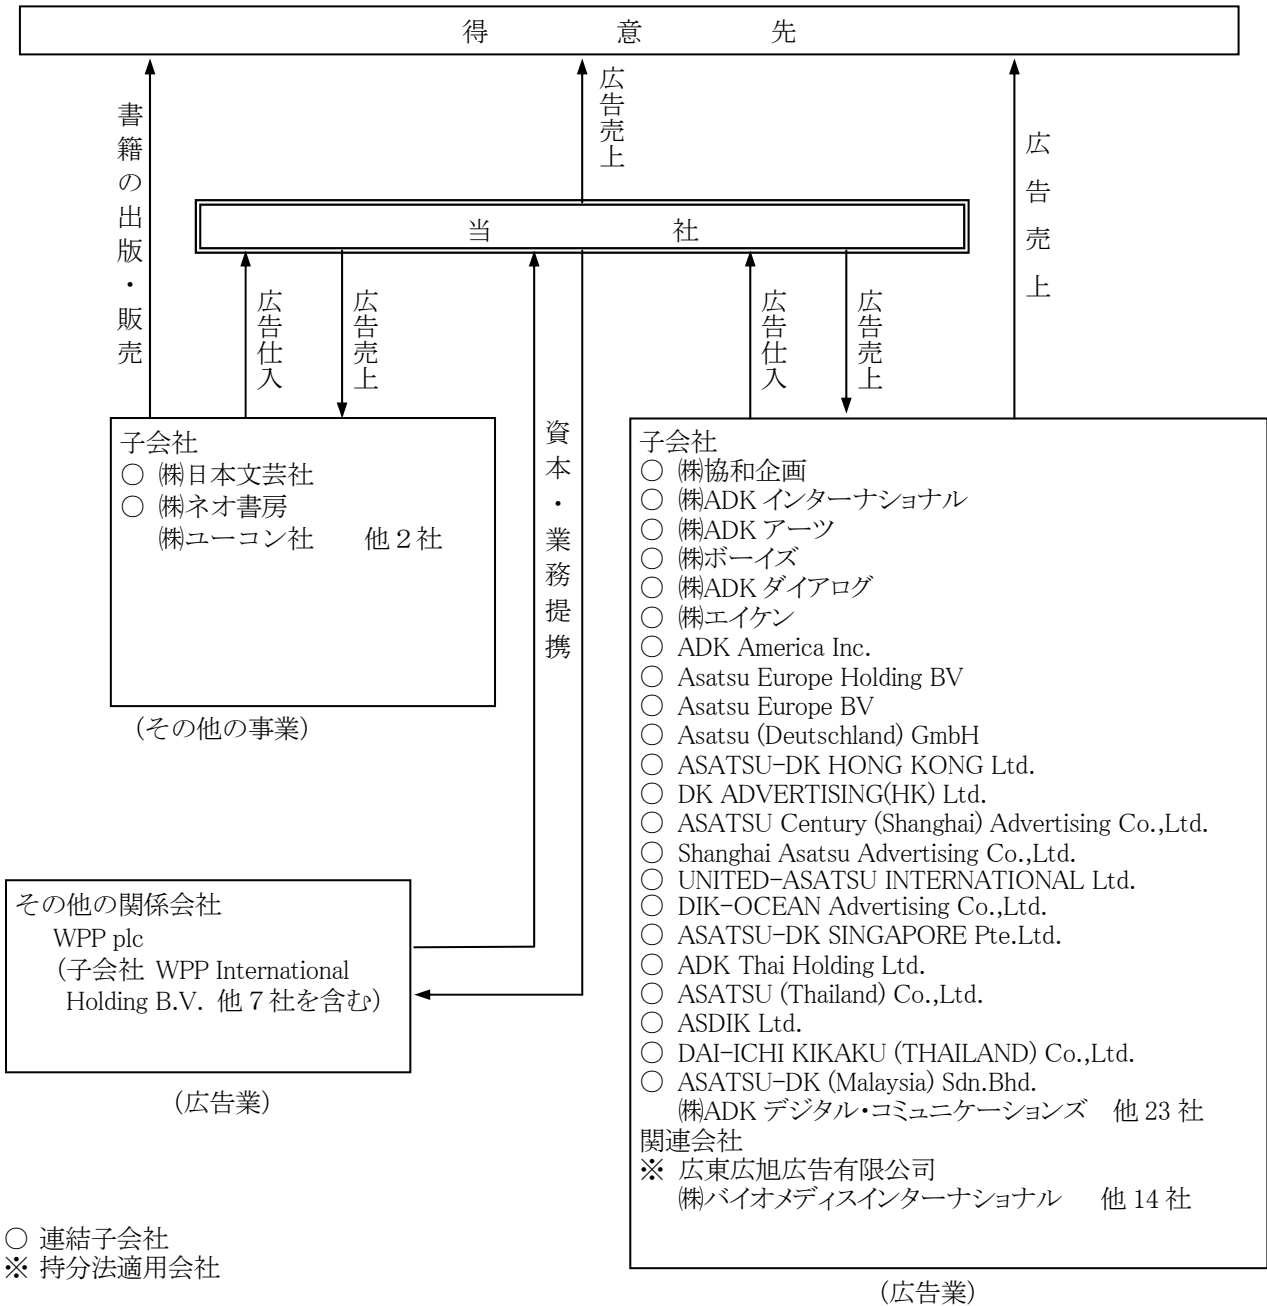 得意先
書籍の出版・販売
広告売上
広告売上
当社
広告仕入
広告売上
広告仕入
広告売上
資本・業務提携
子会社
○ ㈱日本文芸社
○ ㈱ネオ書房
㈱ユーコン社 他２社
(その他の事業)
その他の関係会社
WPP plc
(子会社 WPP International
Holding B.V. 他７社を含む)
(広告業)
子会社
○ ㈱協和企画
○ ㈱ADK インターナショナル
○ ㈱ADK アーツ
○ ㈱ボーイズ
○ ㈱ADK ダイアログ
○ ㈱エイケン
○ ADK America Inc.
○ Asatsu Europe Holding BV
○ Asatsu Europe BV
○ Asatsu (Deutschland) GmbH
○ ASATSU-DK HONG KONG Ltd.
○ DK ADVERTISING(HK) Ltd.
○ ASATSU Century (Shanghai) Advertising Co.,Ltd.
○ Shanghai Asatsu Advertising Co.,Ltd.
○ UNITED-ASATSU INTERNATIONAL Ltd.
○ DIK-OCEAN Advertising Co.,Ltd.
○ ASATSU-DK SINGAPORE Pte.Ltd.
○ ADK Thai Holding Ltd.
○ ASATSU (Thailand) Co.,Ltd.
○ ASDIK Ltd.
○ DAI-ICHI KIKAKU (THAILAND) Co.,Ltd.
○ ASATSU-DK (Malaysia) Sdn.Bhd.
㈱ADK デジタル・コミュニケーションズ 他 23 社
関連会社
※ 広東広旭広告有限公司
㈱バイオメディスインターナショナル 他 14 社
(広告業)
○ 連結子会社
※ 持分法適用会社